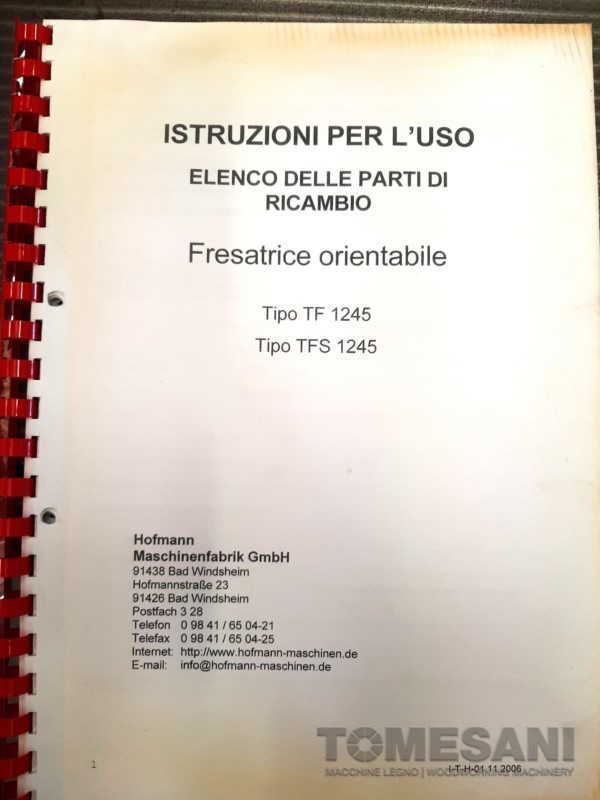 ISTRUZIONI PER L'USO
ELENCO DELLE PARTI DI
RICAMBIO
Fresatrice orientabile
Tipo TF 1245
Tipo TFS 1245
Hofmann
Maschinenfabrik GmbH
91438 Bad Windsheim
Hofmannstraße 23
91426 Bad Windsheim
Postfach 3 28
Telefon 0 98 41 / 65 04-21
Telefax 0 98 41 / 65 04-25
Internet: http://www.hofmann-maschinen.de
E-mail: info@hofmann-maschinen.de
1
I-T-H-01.11.2006
TOMESANI
MACCHINE LEGNO | WOODWORKING MACHINERY